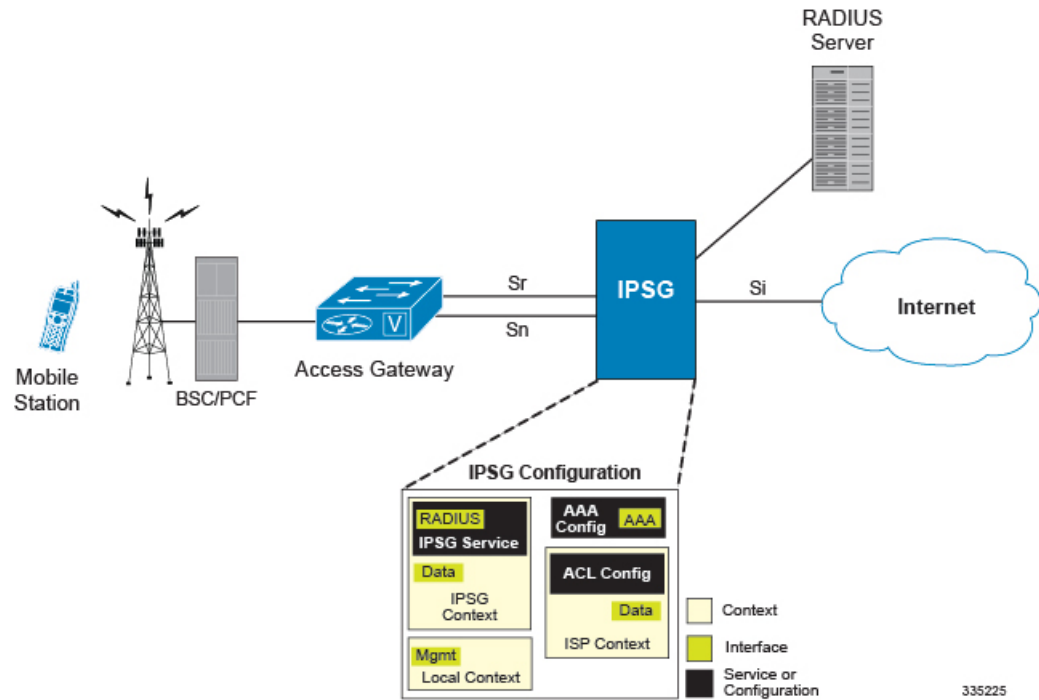 RADIUS
Server
IPSG
Sr
Sn
Si
Internet
V
Access Gateway
Mobile
Station
BSC/PCF
IPSG Configuration
RADIUS
IPSG Service
Data
IPSG
Context
Mgmt
Local Context
AAA
Config
AAA
ACL Config
Data
ISP Context
Context
Interface
Service or
Configuration
335225